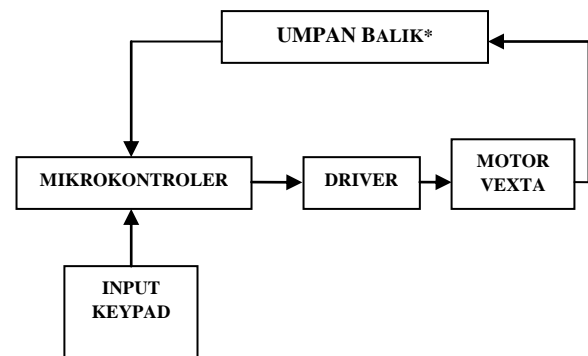 UMPAN BALIK*
MIKROKONTROLER
DRIVER
MOTOR
VEXTA
INPUT
KEYPAD